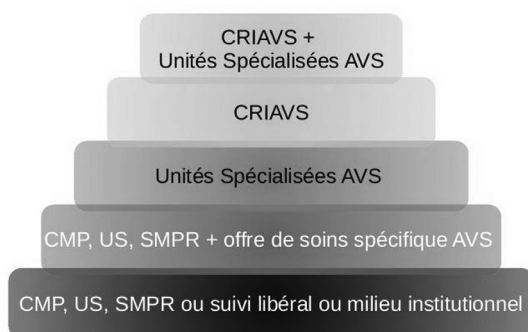 CRIAVS +
Unités Spécialisées AVS
CRIAVS
Unités Spécialisées AVS
CMP, US, SMPR + offre de soins spécifique AVS
CMP, US, SMPR ou suivi libéral ou milieu institutionnel